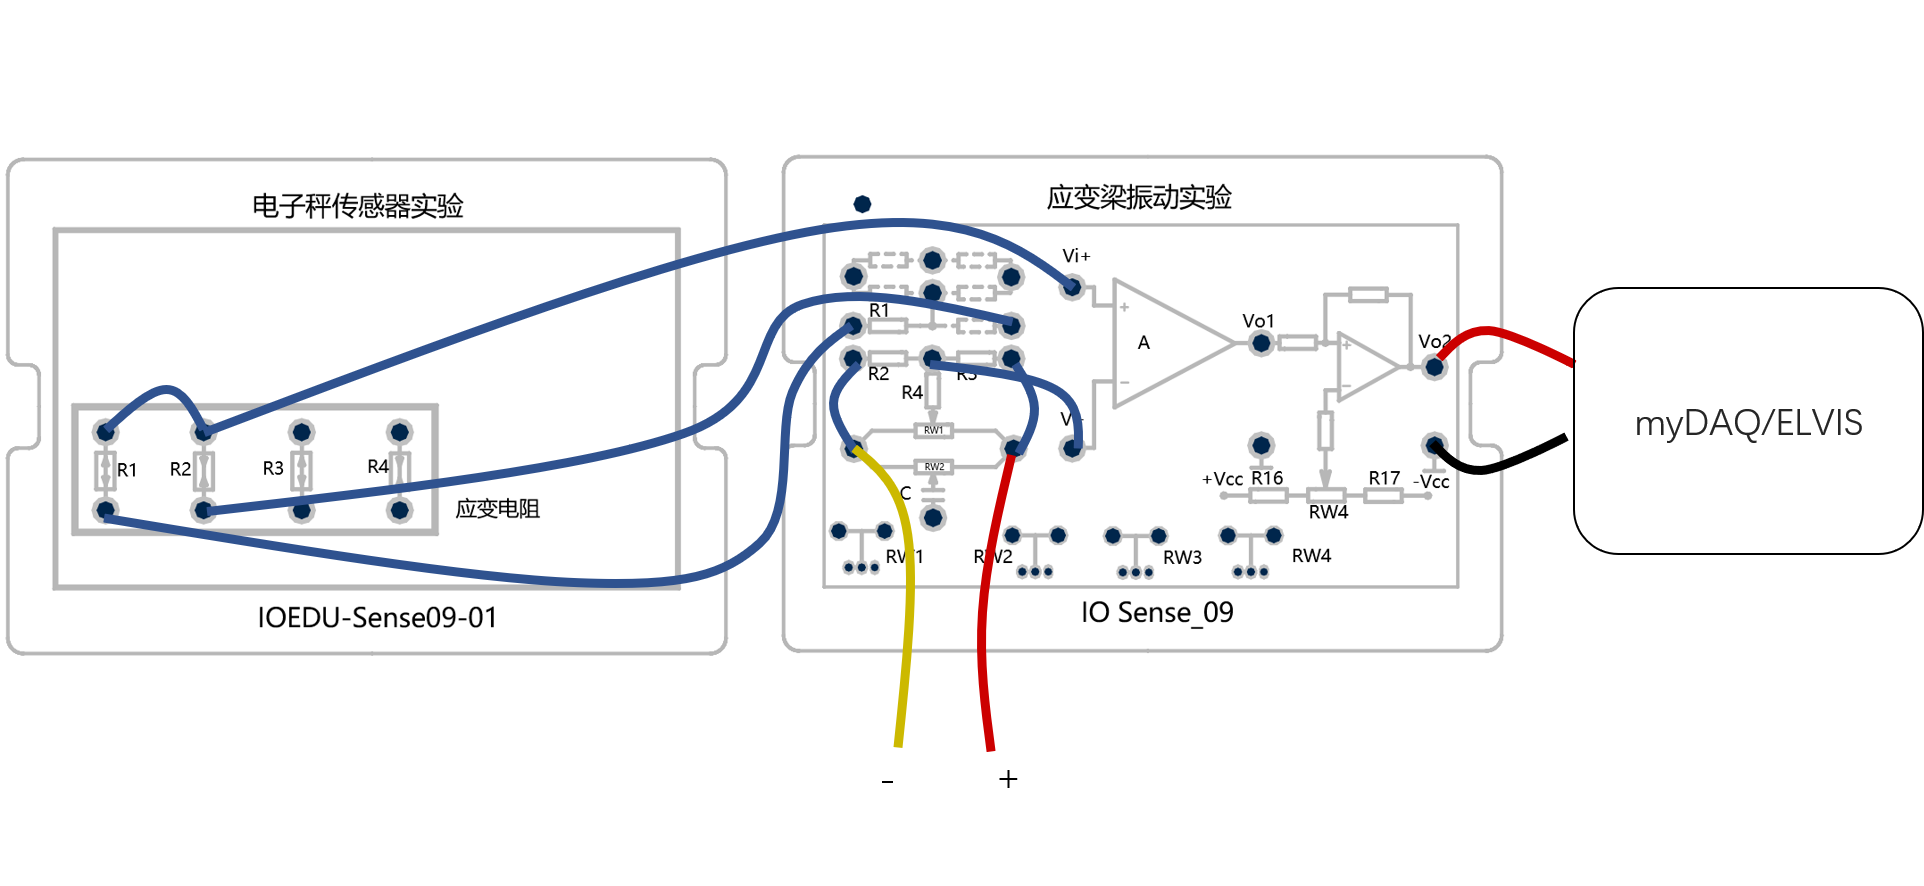 电子秤传感器实验
R1
R2
R3
R4
应变电阻
IOEDU-Sense09-01
应变梁振动实验
Vi+
R1
R2
R3
R4
RW1
RW2
C
A
+
−
Vo1
+
−
Vo2
+Vcc
R16
RW4
R17
-Vcc
RW1
RW2
RW3
RW4
IO Sense_09
myDAQ/ELVIS
-
+